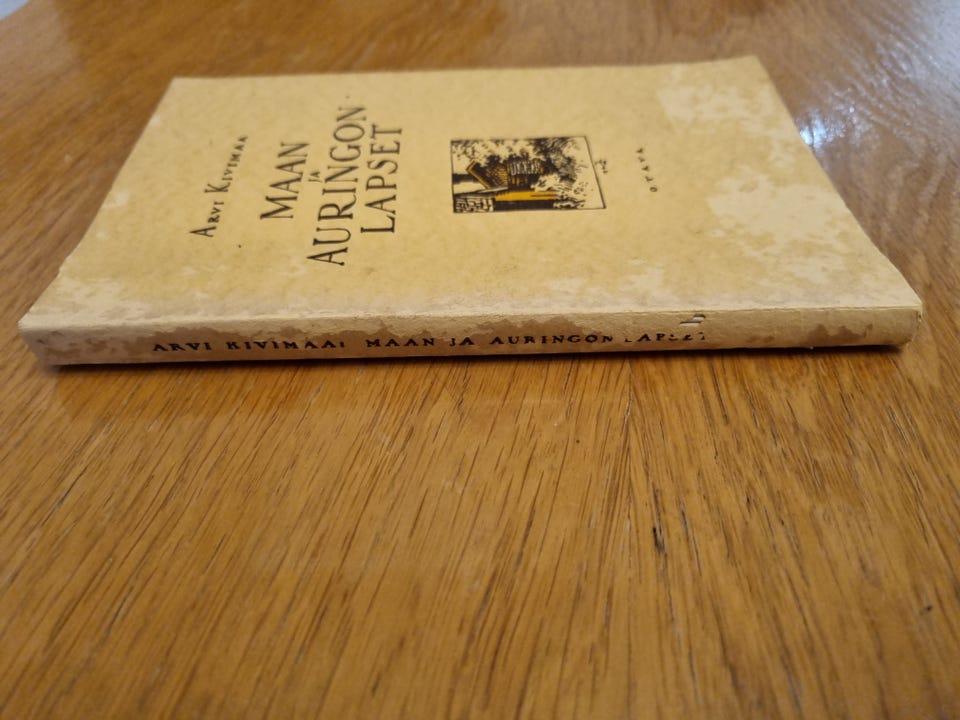 ARVI KIVIMAA
MAAN
JA
AURINGON
LAPSET
OTAVA
ARVI KIVIMAA: MAAN JA AURINGON LAPSET